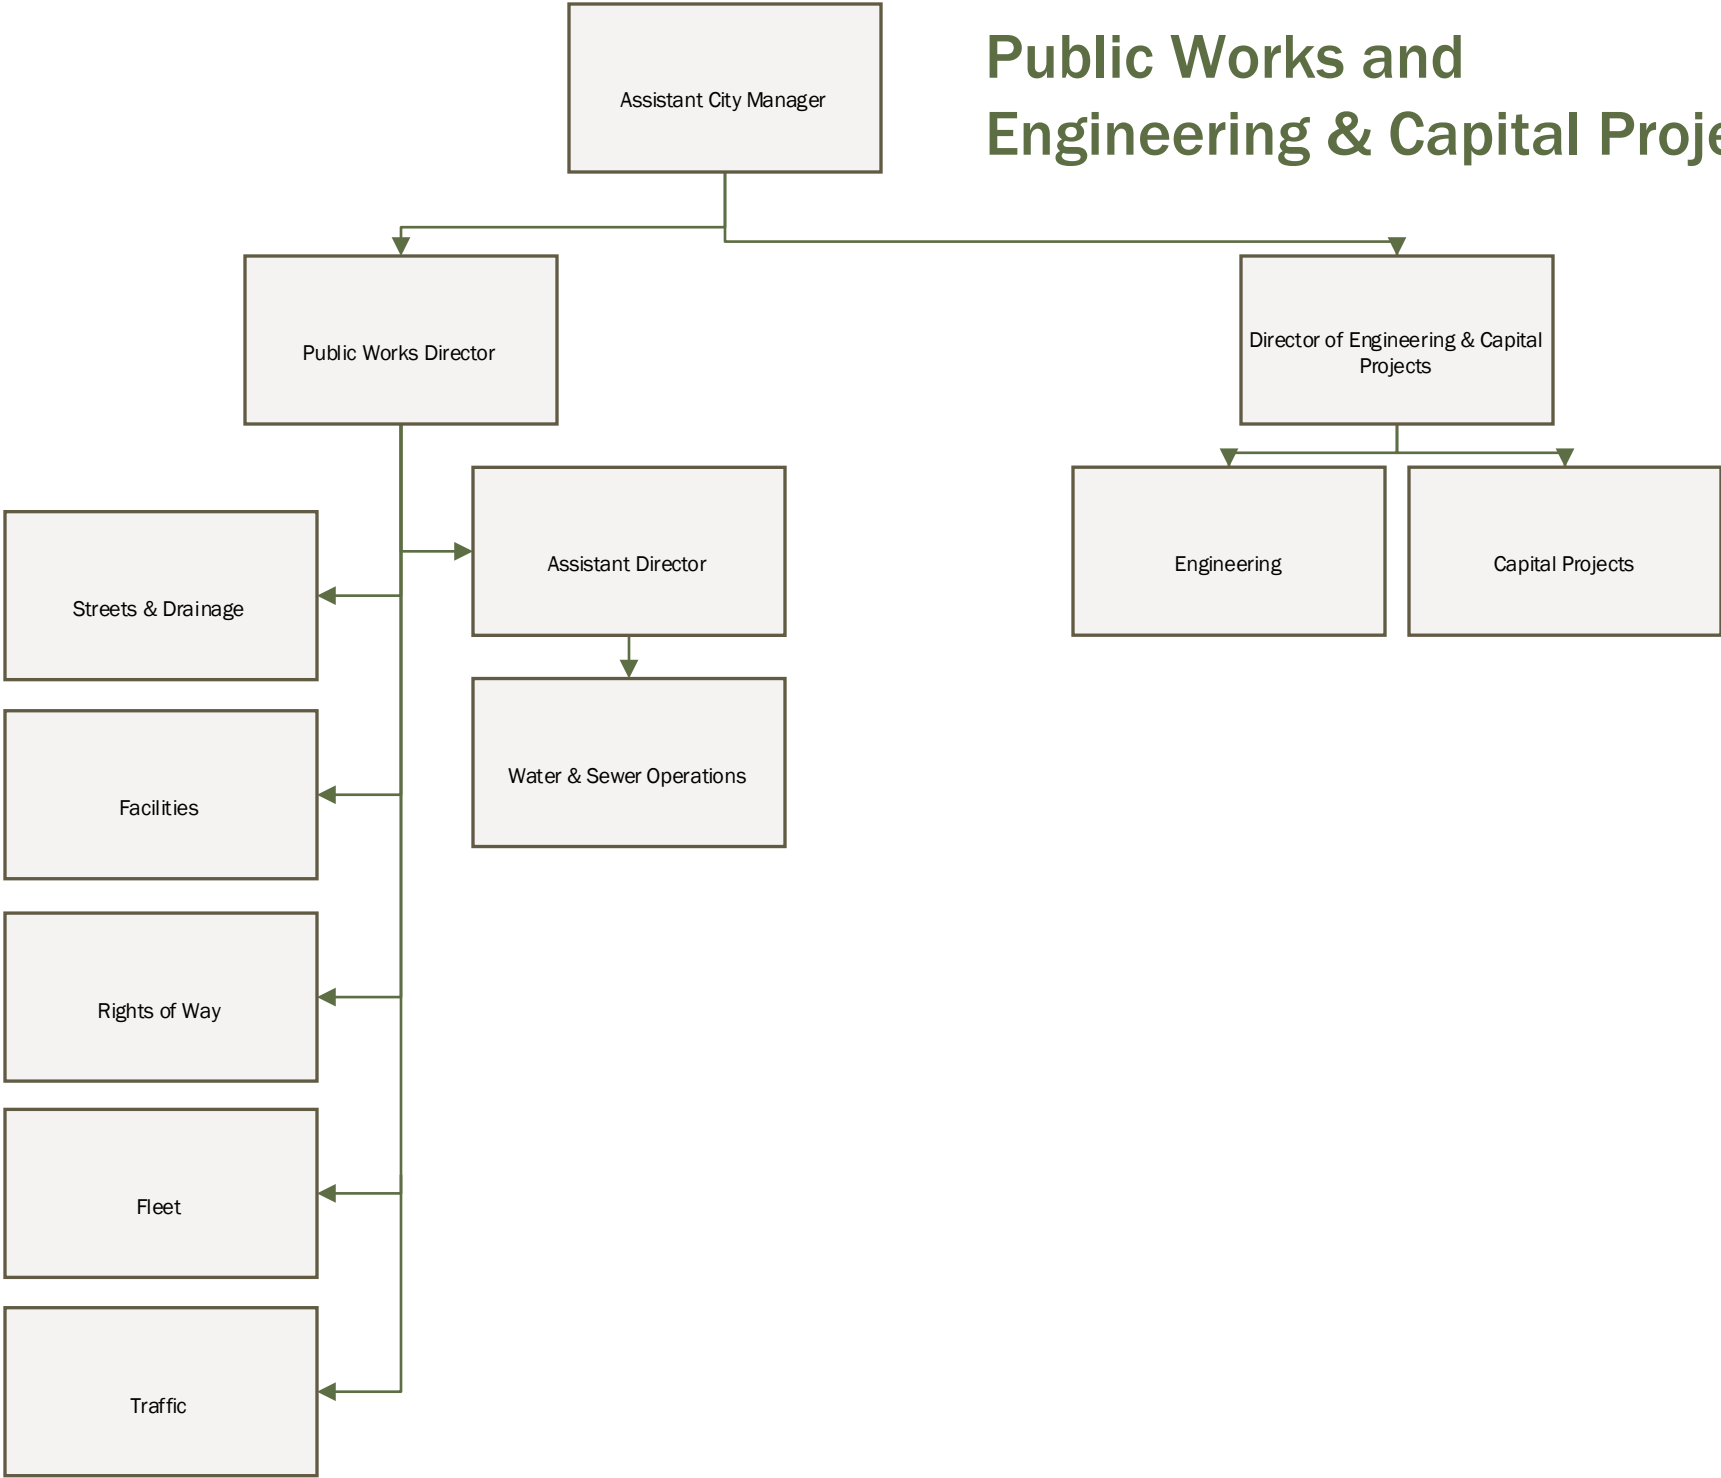 Public Works and
Engineering & Capital Proje
Assistant City Manager
Public Works Director
Director of Engineering & Capital
Projects
Assistant Director
Engineering
Capital Projects
Streets & Drainage
Water & Sewer Operations
Facilities
Rights of Way
Fleet
Traffic